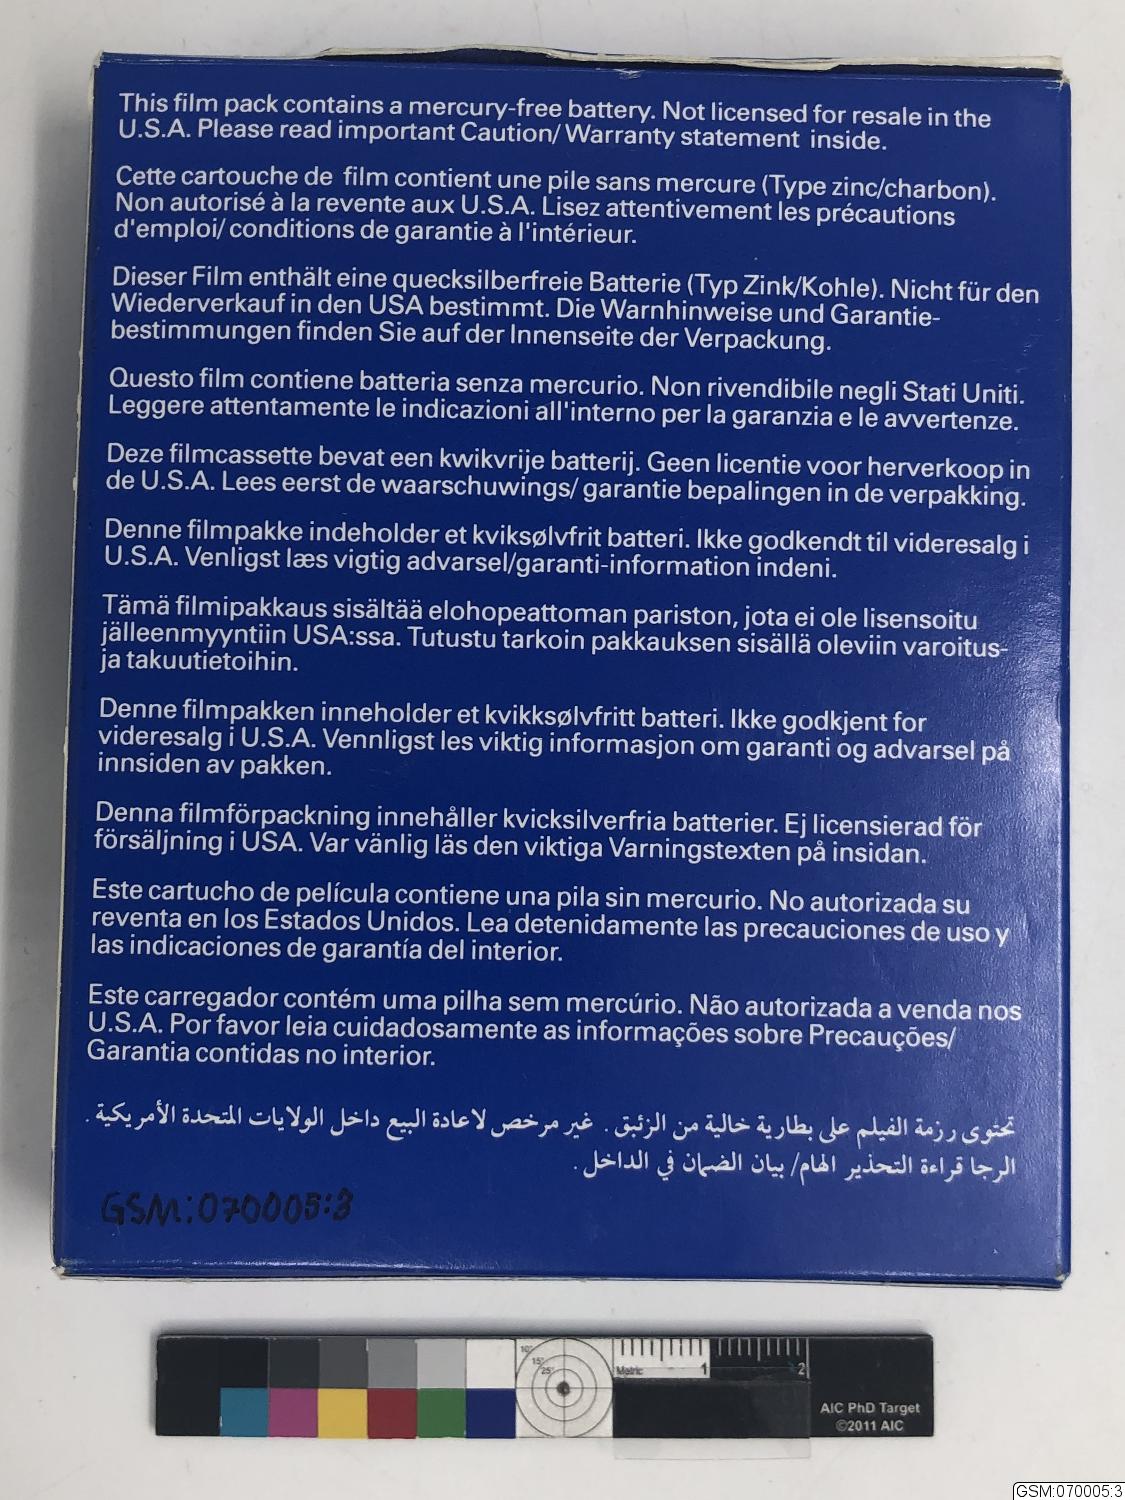 This film pack contains a mercury-free battery. Not licensed for resale in the
U.S.A. Please read important Caution/ Warranty statement inside.
Cette cartouche de film contient une pile sans mercure (Type zinc/charbon).
Non autorisé à la revente aux U.S.A. Lisez attentivement les précautions
d'emploi/ conditions de garantie à l'intérieur.
Dieser Film enthält eine quecksilberfreie Batterie (Typ Zink/Kohle). Nicht für den
Wiederverkauf in den USA bestimmt. Die Warnhinweise und Garantie-
bestimmungen finden Sie auf der Innenseite der Verpackung.
Questo film contiene batteria senza mercurio. Non rivendibile negli Stati Uniti.
Leggere attentamente le indicazioni all'interno per la garanzia e le avvertenze.
Deze filmcassette bevat een kwikvrije batterij. Geen licentie voor herverkoop in
de U.S.A. Lees eerst de waarschuwings/ garantie bepalingen in de verpakking.
Denne filmpakke indeholder et kviksølvfrit batteri. Ikke godkendt til videresalg i
U.S.A. Venligst læs vigtig advarsel/garanti-information indeni.
Tämä filmipakkaus sisältää elohopeattoman pariston, jota ei ole lisensoitu
jälleenmyyntiin USA:ssa. Tutustu tarkoin pakkauksen sisällä oleviin varoitus-
ja takuutietoihin.
Denne filmpakken inneholder et kvikksølvfritt batteri. Ikke godkjent for
videresalg i U.S.A. Vennligst les viktig informasjon om garanti og advarsel på
innsiden av pakken.
Denna filmförpackning innehåller kvicksilverfria batterier. Ej licensierad för
försäljning i USA. Var vänlig läs den viktiga Varningstexten på insidan.
Este cartucho de película contiene una pila sin mercurio. No autorizada su
reventa en los Estados Unidos. Lea detenidamente las precauciones de uso y
las indicaciones de garantía del interior.
Este carregador contém uma pilha sem mercúrio. Não autorizada a venda nos
U.S.A. Por favor leia cuidadosamente as informações sobre Precauções/
Garantia contidas no interior.
تحتوى رزمة الفيلم على بطارية خالية من الزئبق . غير مرخص لاعادة البيع داخل الولايات المتحدة الأمريكية .
الرجا قراءة التحذير الهام/ بيان الضمان في الداخل .
GSM:070005:3
10°
15°
25°
Metric
1
2
AIC PhD Target
©2011 AIC
GSM:070005:3